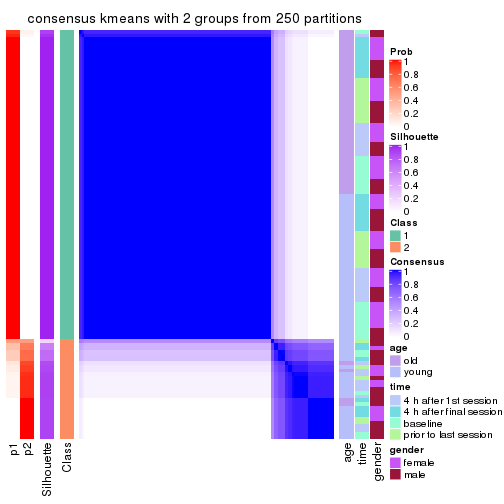 consensus kmeans with 2 groups from 250 partitions
Prob
1
0.8
0.6
0.4
0.2
0
Silhouette
1
0.8
0.6
0.4
0.2
0
Class
1
2
Consensus
1
0.8
0.6
0.4
0.2
0
age
old
young
time
4 h after 1st session
4 h after final session
baseline
prior to last session
gender
female
male
p1
p2
Silhouette
Class
age
time
gender